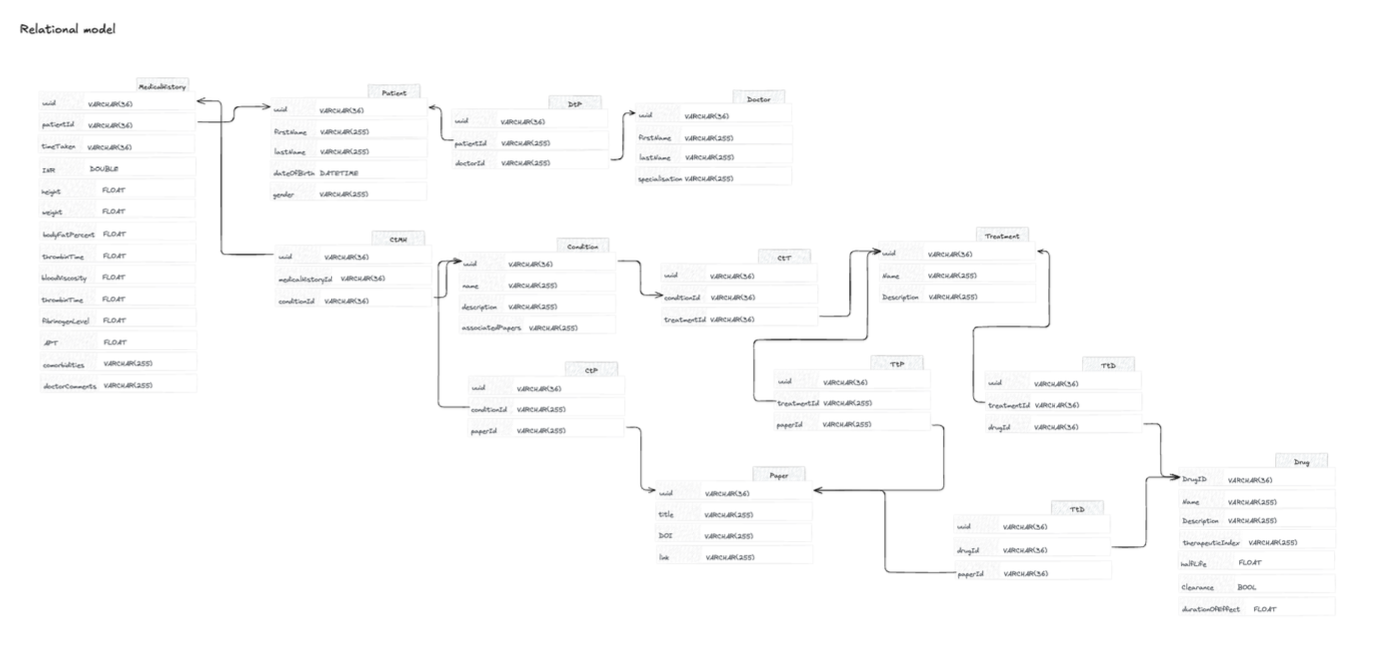 Relational model
MedicalHistory
uuid VARCHAR(36)
patientId VARCHAR(36)
timeTaken VARCHAR(36)
INR DOUBLE
height FLOAT
weight FLOAT
bodyFatPercent FLOAT
thrombinTime FLOAT
bloodViscosity FLOAT
thrombinTime FLOAT
fibrinogenLevel FLOAT
APT FLOAT
comorbidities VARCHAR(255)
doctorComments VARCHAR(255)
Patient
uuid VARCHAR(36)
firstName VARCHAR(255)
lastName VARCHAR(255)
dateOfBirth DATETIME
gender VARCHAR(255)
DtP
uuid VARCHAR(36)
patientId VARCHAR(255)
doctorId VARCHAR(255)
Doctor
uuid VARCHAR(36)
firstName VARCHAR(255)
lastName VARCHAR(255)
specialisation VARCHAR(255)
CtMH
uuid VARCHAR(36)
medicalHistoryId VARCHAR(36)
conditionId VARCHAR(36)
Condition
uuid VARCHAR(36)
name VARCHAR(255)
description VARCHAR(255)
associatedPapers VARCHAR(255)
CtT
uuid VARCHAR(36)
conditionId VARCHAR(36)
treatmentId VARCHAR(36)
Treatment
uuid VARCHAR(36)
Name VARCHAR(255)
Description VARCHAR(255)
CtP
uuid VARCHAR(36)
conditionId VARCHAR(255)
paperId VARCHAR(255)
TtP
uuid VARCHAR(36)
treatmentId VARCHAR(255)
paperId VARCHAR(255)
TtD
uuid VARCHAR(36)
treatmentId VARCHAR(36)
drugId VARCHAR(36)
Paper
uuid VARCHAR(36)
title VARCHAR(255)
DOI VARCHAR(255)
link VARCHAR(255)
TtD
uuid VARCHAR(36)
drugId VARCHAR(36)
paperId VARCHAR(36)
Drug
DrugID VARCHAR(36)
Name VARCHAR(255)
Description VARCHAR(255)
therapeuticIndex VARCHAR(255)
halfLife FLOAT
Clearance BOOL
durationOfEffect FLOAT